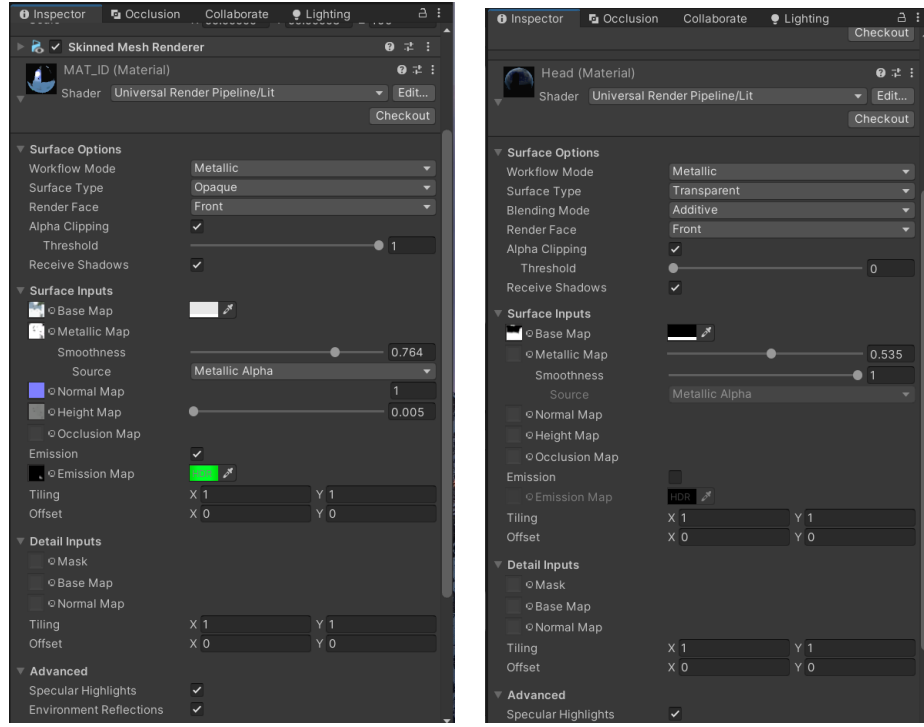 Inspector Occlusion Collaborate Lighting
Skinned Mesh Renderer
MAT_ID (Material)
Shader Universal Render Pipeline/Lit Edit...
Checkout
Surface Options
Workflow Mode Metallic
Surface Type Opaque
Render Face Front
Alpha Clipping
Threshold 1
Receive Shadows
Surface Inputs
Base Map
Metallic Map
Smoothness 0.764
Source Metallic Alpha
Normal Map 1
Height Map 0.005
Occlusion Map
Emission
Emission Map HDR
Tiling X 1 Y 1
Offset X 0 Y 0
Detail Inputs
Mask
Base Map
Normal Map
Tiling X 1 Y 1
Offset X 0 Y 0
Advanced
Specular Highlights
Environment Reflections
Inspector Occlusion Collaborate Lighting
Checkout
Head (Material)
Shader Universal Render Pipeline/Lit Edit...
Checkout
Surface Options
Workflow Mode Metallic
Surface Type Transparent
Blending Mode Additive
Render Face Front
Alpha Clipping
Threshold 0
Receive Shadows
Surface Inputs
Base Map
Metallic Map 0.535
Smoothness 1
Source Metallic Alpha
Normal Map
Height Map
Occlusion Map
Emission
Emission Map HDR
Tiling X 1 Y 1
Offset X 0 Y 0
Detail Inputs
Mask
Base Map
Normal Map
Tiling X 1 Y 1
Offset X 0 Y 0
Advanced
Specular Highlights